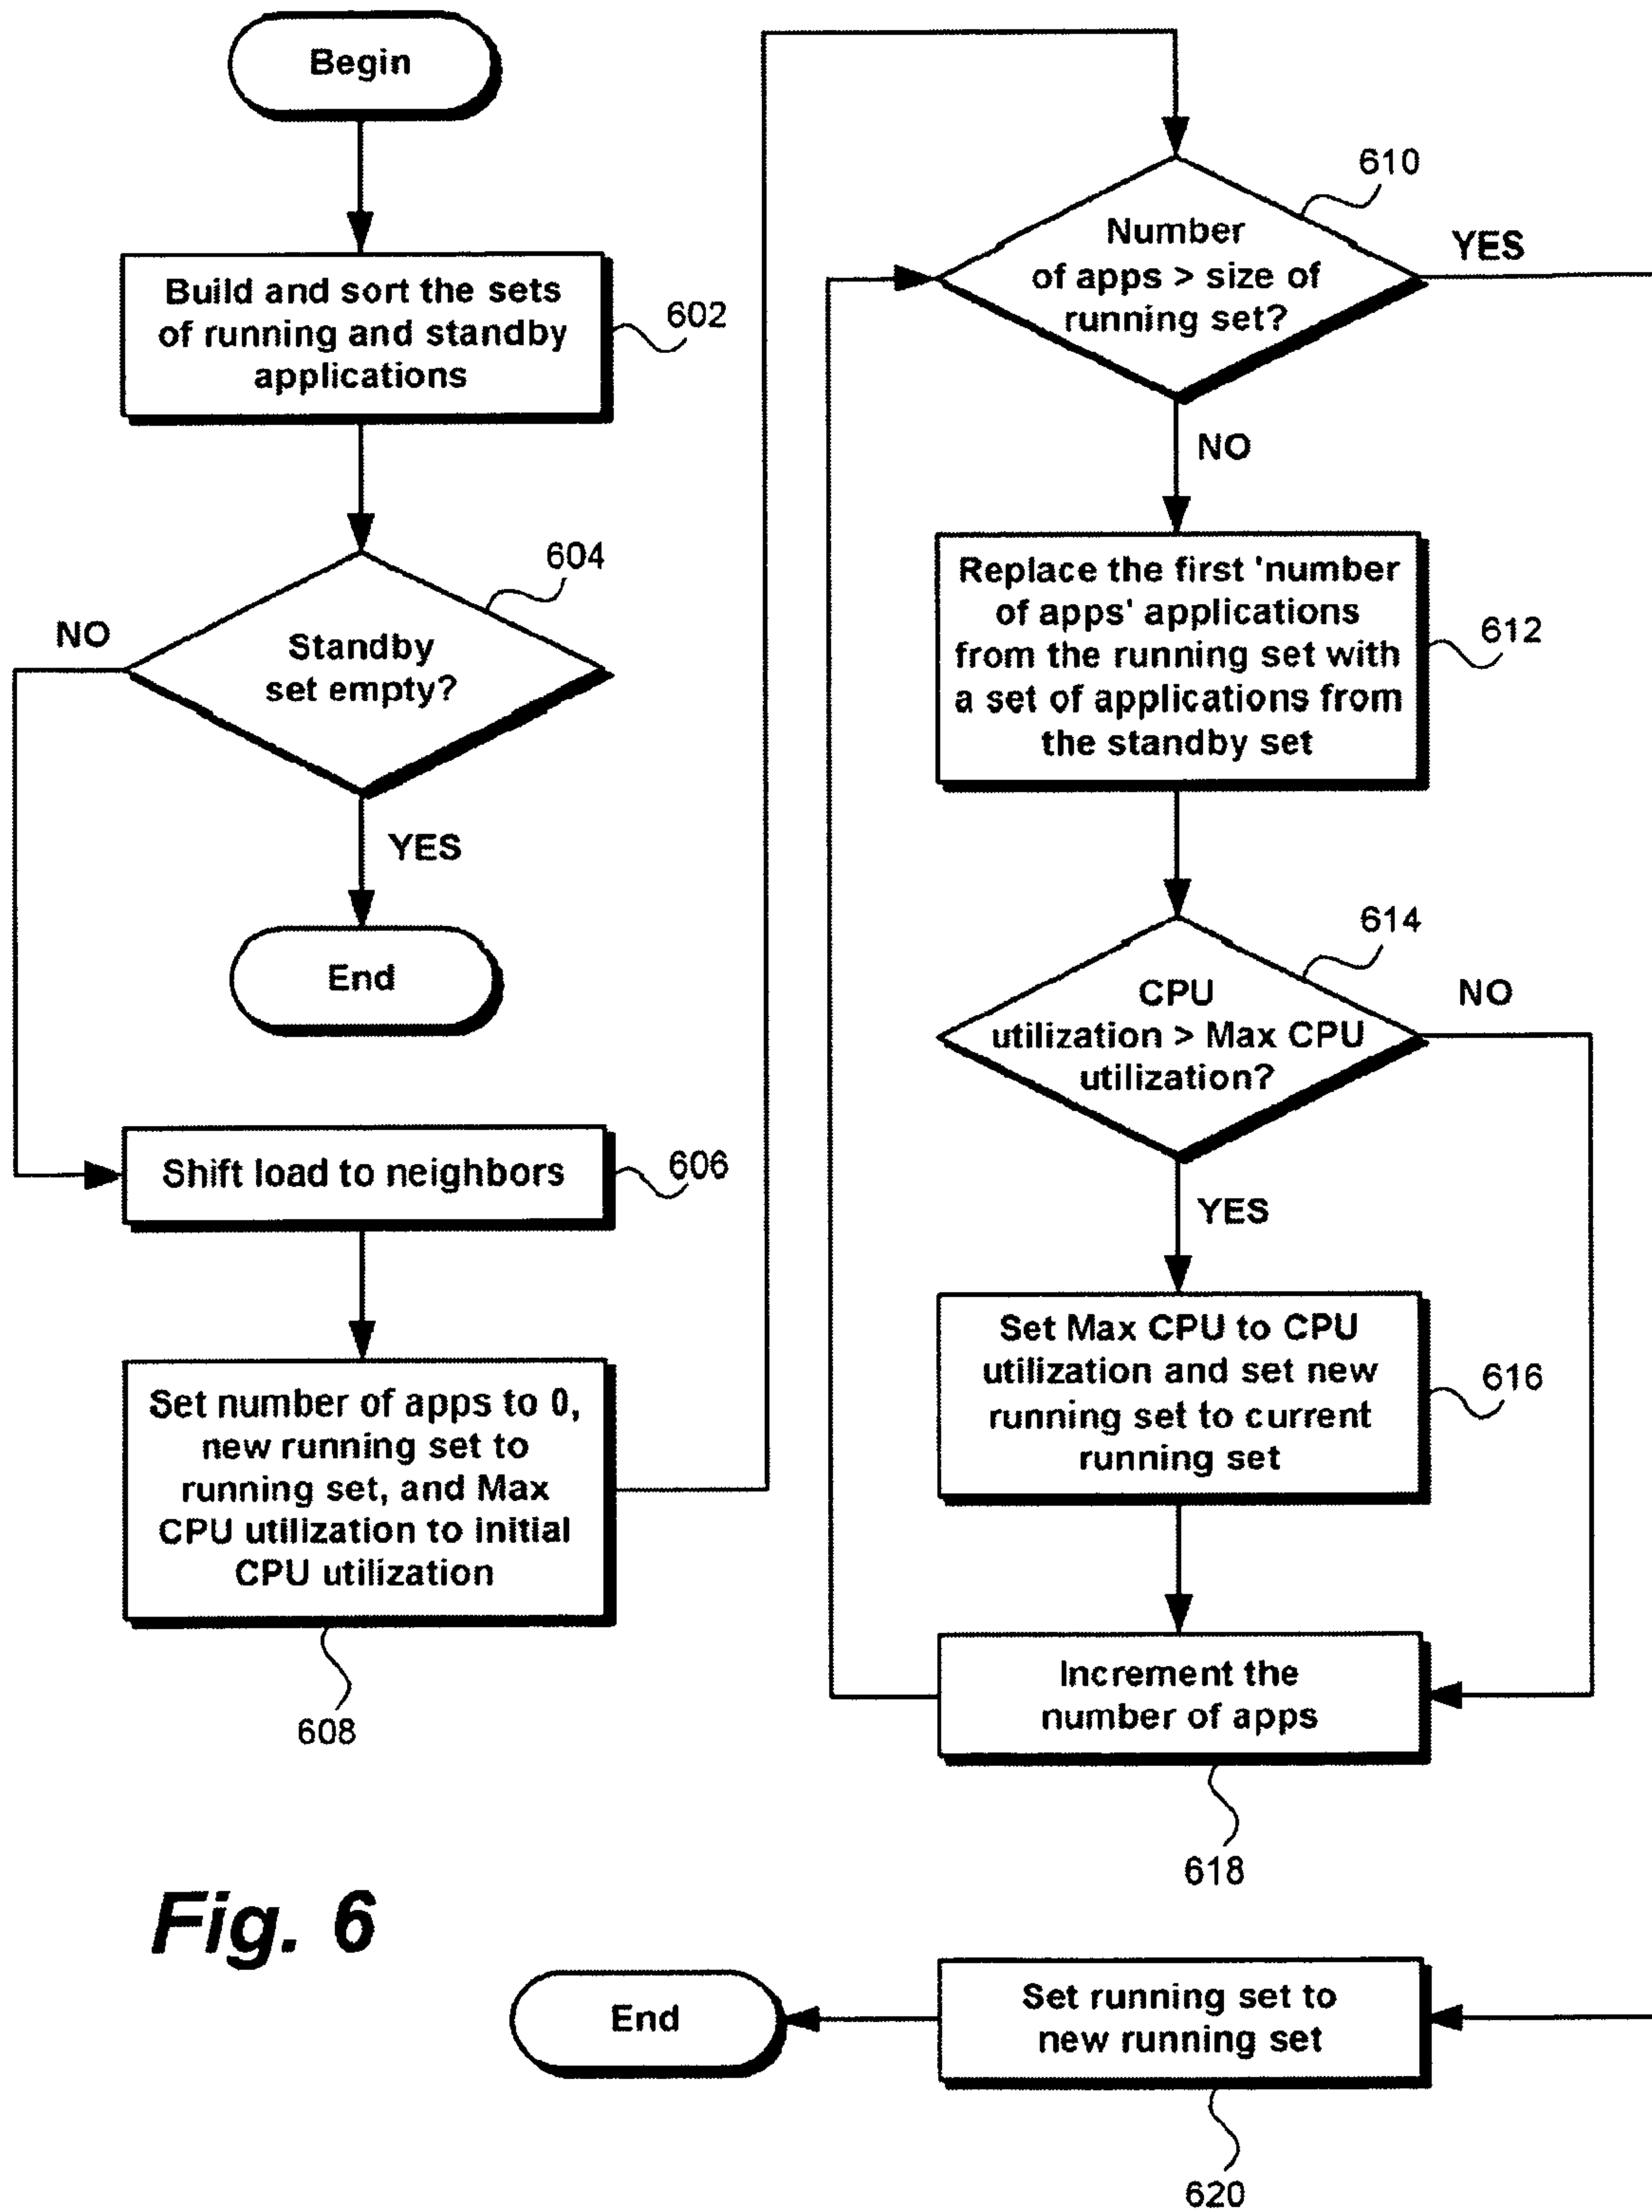 Begin
Build and sort the sets
of running and standby
applications
602
604
Standby
set empty?
NO
YES
End
Shift load to neighbors
606
Set number of apps to 0,
new running set to
running set, and Max
CPU utilization to initial
CPU utilization
608
610
Number
of apps > size of
running set?
YES
NO
Replace the first 'number
of apps' applications
from the running set with
a set of applications from
the standby set
612
614
CPU
utilization > Max CPU
utilization?
NO
YES
Set Max CPU to CPU
utilization and set new
running set to current
running set
616
Increment the
number of apps
618
Set running set to
new running set
620
End
Fig. 6